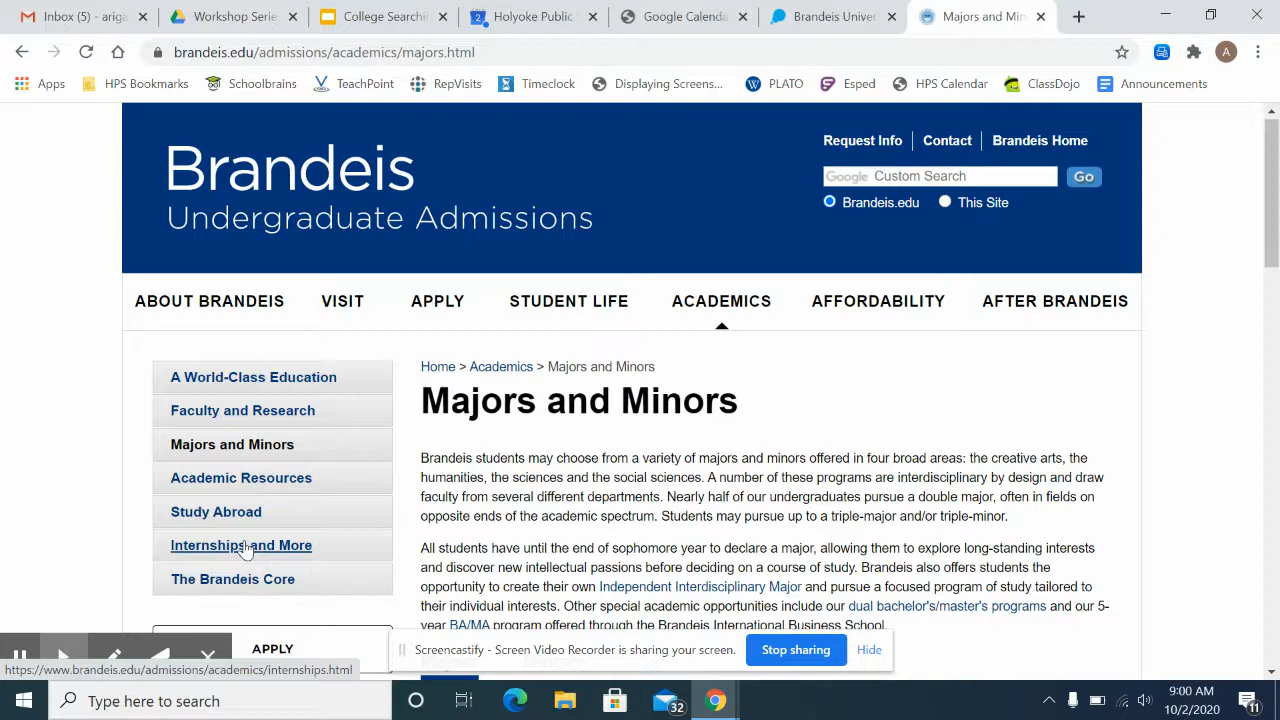 Inbox (5) - ariga
Workshop Serie
College Searchin
Holyoke Public
Google Calenda
Brandeis Univer
Majors and Min
brandeis.edu/admissions/academics/majors.html
A
Apps
HPS Bookmarks
Schoolbrains
TeachPoint
RepVisits
Timeclock
Displaying Screens...
PLATO
Esped
HPS Calendar
ClassDojo
Announcements
Brandeis
Undergraduate Admissions
Request Info
Contact
Brandeis Home
Google Custom Search
Go
Brandeis.edu
This Site
ABOUT BRANDEIS
VISIT
APPLY
STUDENT LIFE
ACADEMICS
AFFORDABILITY
AFTER BRANDEIS
A World-Class Education
Faculty and Research
Majors and Minors
Academic Resources
Study Abroad
Internships and More
The Brandeis Core
APPLY
Home > Academics > Majors and Minors
Majors and Minors
Brandeis students may choose from a variety of majors and minors offered in four broad areas: the creative arts, the
humanities, the sciences and the social sciences. A number of these programs are interdisciplinary by design and draw
faculty from several different departments. Nearly half of our undergraduates pursue a double major, often in fields on
opposite ends of the academic spectrum. Students may pursue up to a triple-major and/or triple-minor.
All students have until the end of sophomore year to declare a major, allowing them to explore long-standing interests
and discover new intellectual passions before deciding on a course of study. Brandeis also offers students the
opportunity to create their own Independent Interdisciplinary Major and pursue a focused program of study tailored to
their individual interests. Other special academic opportunities include our dual bachelor's/master's programs and our 5-
year BA/MA program offered through the Brandeis International Business School.
Screencastify - Screen Video Recorder is sharing your screen.
Stop sharing
Hide
https://www.brandeis.edu/admissions/academics/internships.html
Type here to search
32
9:00 AM
10/2/2020
11